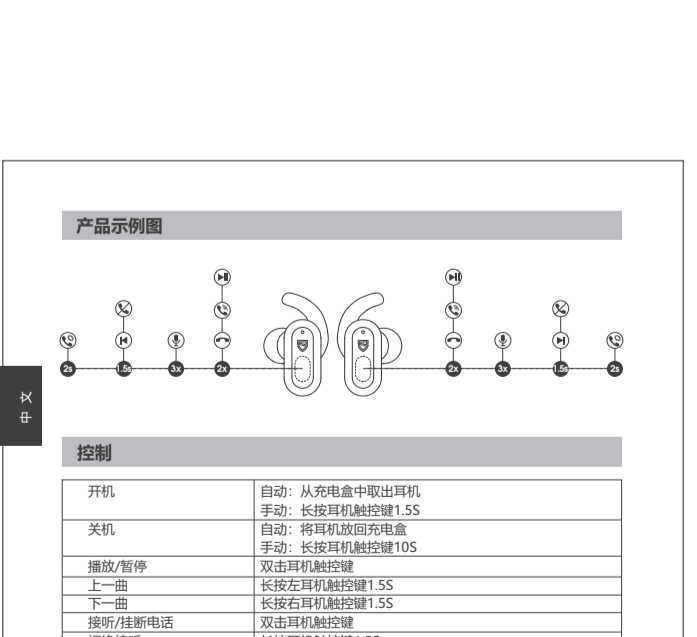 产品示例图
2s 1.5s 3x 2x 2x 3x 1.5s 2s
中文
控制
开机 自动：从充电盒中取出耳机
手动：长按耳机触控键1.5S
关机 自动：将耳机放回充电盒
手动：长按耳机触控键10S
播放/暂停 双击耳机触控键
上一曲 长按左耳机触控键1.5S
下一曲 长按右耳机触控键1.5S
接听/挂断电话 双击耳机触控键